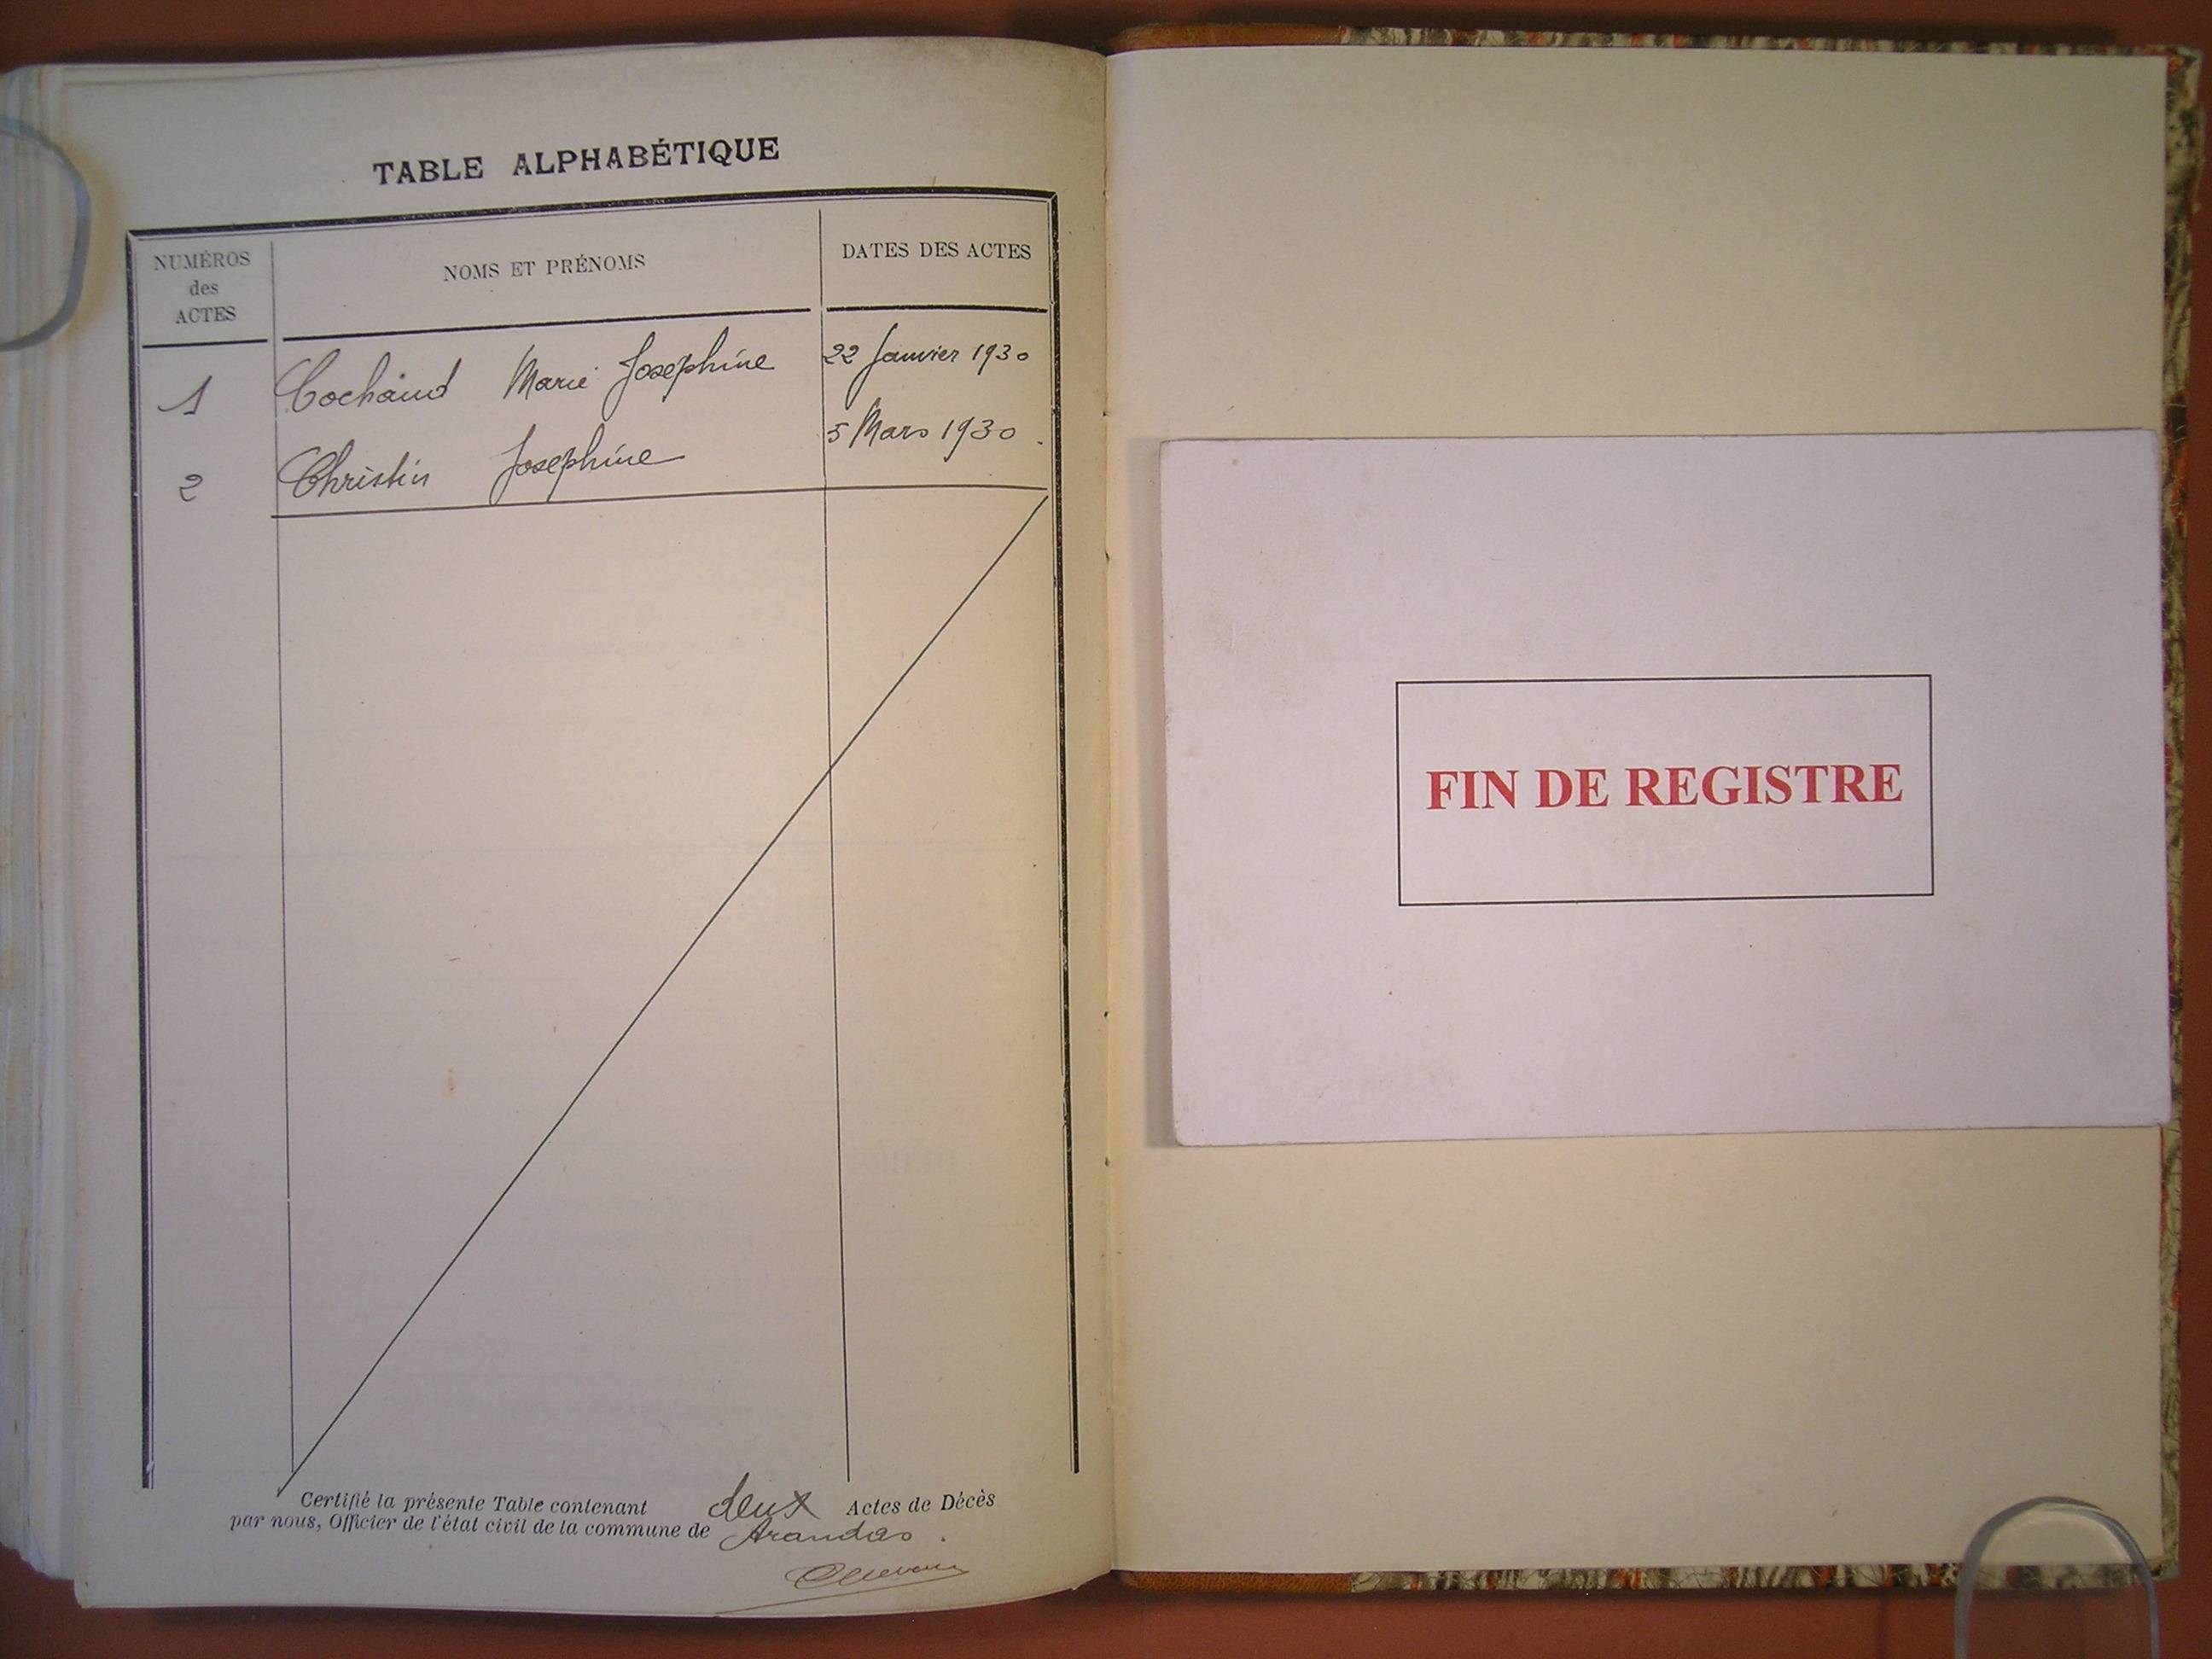 TABLE ALPHABÉTIQUE
NUMÉROS
des
ACTES
NOMS ET PRÉNOMS
DATES DES ACTES
1 Cochaud Marie Josephine 22 Janvier 1930
2 Christin Josephine 5 Mars 1930.
Certifié la présente Table contenant deux Actes de Décès
par nous, Officier de l'état civil de la commune de Arandas.
FIN DE REGISTRE